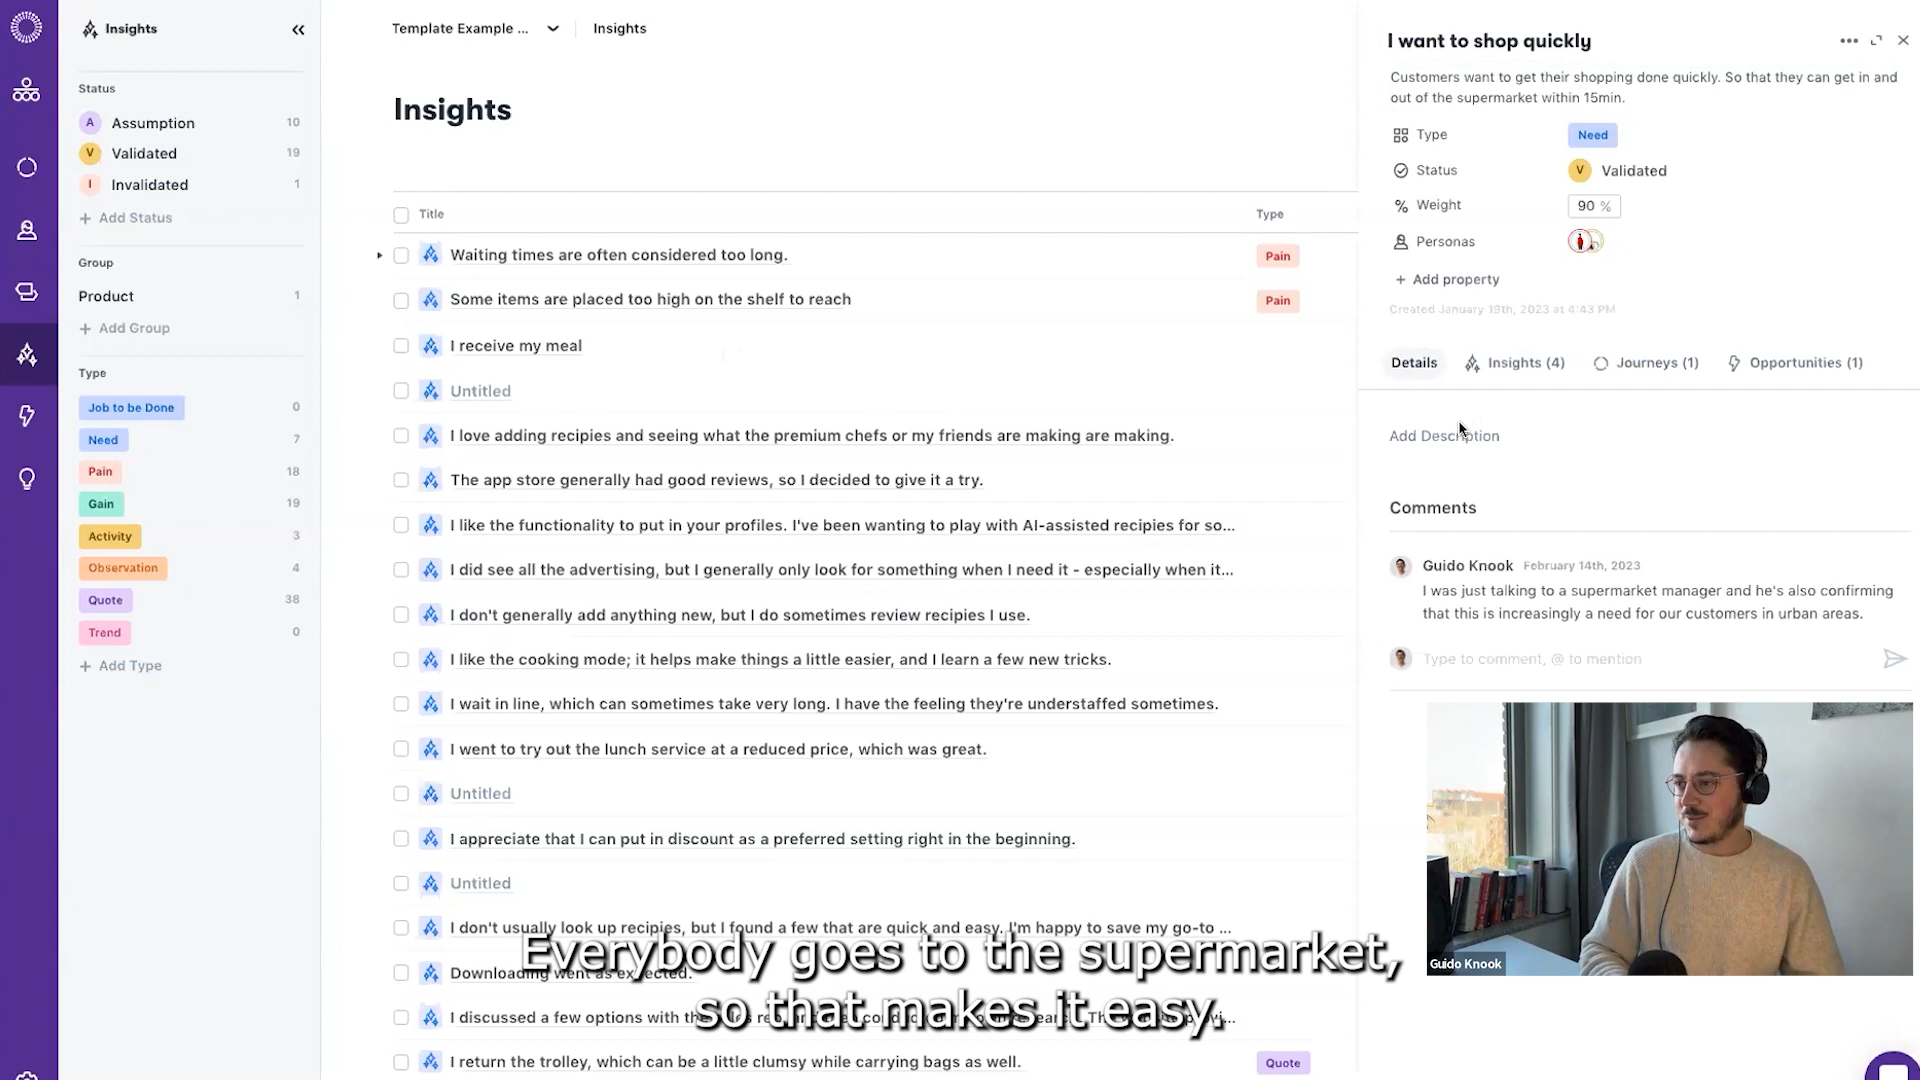 Insights
Status
A Assumption 10
V Validated 19
I Invalidated 1
+ Add Status
Group
Product 1
+ Add Group
Type
Job to be Done 0
Need 7
Pain 18
Gain 19
Activity 3
Observation 4
Quote 38
Trend 0
+ Add Type
Template Example ... Insights
Insights
Title Type
Waiting times are often considered too long. Pain
Some items are placed too high on the shelf to reach Pain
I receive my meal
Untitled
I love adding recipies and seeing what the premium chefs or my friends are making are making.
The app store generally had good reviews, so I decided to give it a try.
I like the functionality to put in your profiles. I've been wanting to play with AI-assisted recipies for so...
I did see all the advertising, but I generally only look for something when I need it - especially when it...
I don't generally add anything new, but I do sometimes review recipies I use.
I like the cooking mode; it helps make things a little easier, and I learn a few new tricks.
I wait in line, which can sometimes take very long. I have the feeling they're understaffed sometimes.
I went to try out the lunch service at a reduced price, which was great.
Untitled
I appreciate that I can put in discount as a preferred setting right in the beginning.
Untitled
I don't usually look up recipies, but I found a few that are quick and easy. I'm happy to save my go-to ...
Downloading went as expected.
I discussed a few options with the
I return the trolley, which can be a little clumsy while carrying bags as well. Quote
Everybody goes to the supermarket,
so that makes it easy.
I want to shop quickly
Customers want to get their shopping done quickly. So that they can get in and
out of the supermarket within 15min.
Type Need
Status V Validated
Weight 90 %
Personas
+ Add property
Created January 19th, 2023 at 4:43 PM
Details Insights (4) Journeys (1) Opportunities (1)
Add Description
Comments
Guido Knook February 14th, 2023
I was just talking to a supermarket manager and he's also confirming
that this is increasingly a need for our customers in urban areas.
Type to comment, @ to mention
Guido Knook